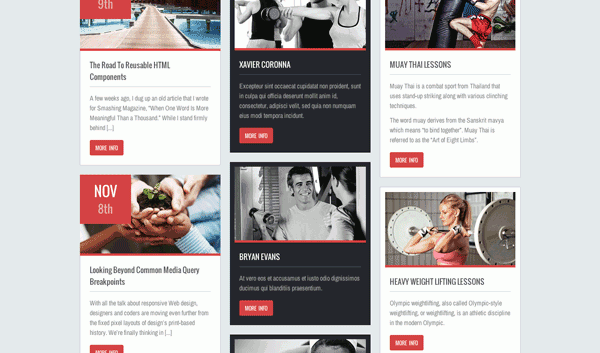 9th
The Road To Reusable HTML
Components
A few weeks ago, I dug up an old article that I wrote
for Smashing Magazine, "When One Word Is More
Meaningful Than a Thousand." While I stand firmly
behind [...]
MORE INFO
NOV
8th
Looking Beyond Common Media Query
Breakpoints
With all the talk about responsive Web design,
designers and coders are moving even further from
the fixed pixel layouts of design's print-based
history. We're finally thinking in [...]
MORE INFO
XAVIER CORONNA
Excepteur sint occaecat cupidatat non proident, sunt
in culpa qui officia deserunt mollit anim id,
consectetur, adipisci velit, sed quia non numquam
eius modi tempora incidunt.
MORE INFO
BRYAN EVANS
At vero eos et accusamus et iusto odio dignissimos
ducimus qui blanditiis praesentium.
MORE INFO
MUAY THAI LESSONS
Muay Thai is a combat sport from Thailand that
uses stand-up striking along with various clinching
techniques.
The word muay derives from the Sanskrit mavya
which means "to bind together". Muay Thai is
referred to as the "Art of Eight Limbs".
MORE INFO
HEAVY WEIGHT LIFTING LESSONS
Olympic weightlifting, also called Olympic-style
weightlifting, or weightlifting, is an athletic discipline
in the modern Olympic.
MORE INFO